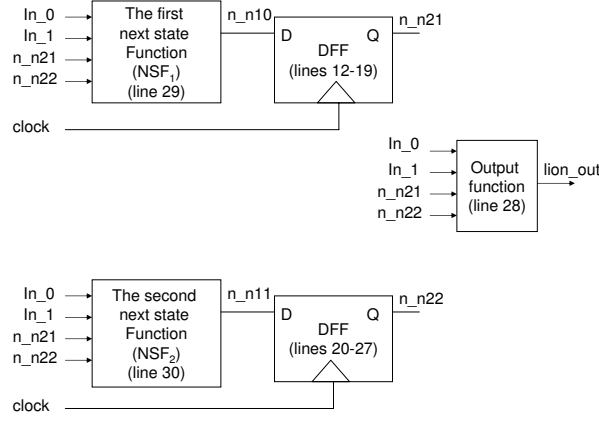 In_0
In_1
n_n21
n_n22
The first
next state
Function
(NSF1)
(line 29)
n_n10
D
Q
DFF
(lines 12-19)
n_n21
clock
In_0
In_1
n_n21
n_n22
Output
function
(line 28)
lion_out
In_0
In_1
n_n21
n_n22
The second
next state
Function
(NSF2)
(line 30)
n_n11
D
Q
DFF
(lines 20-27)
n_n22
clock